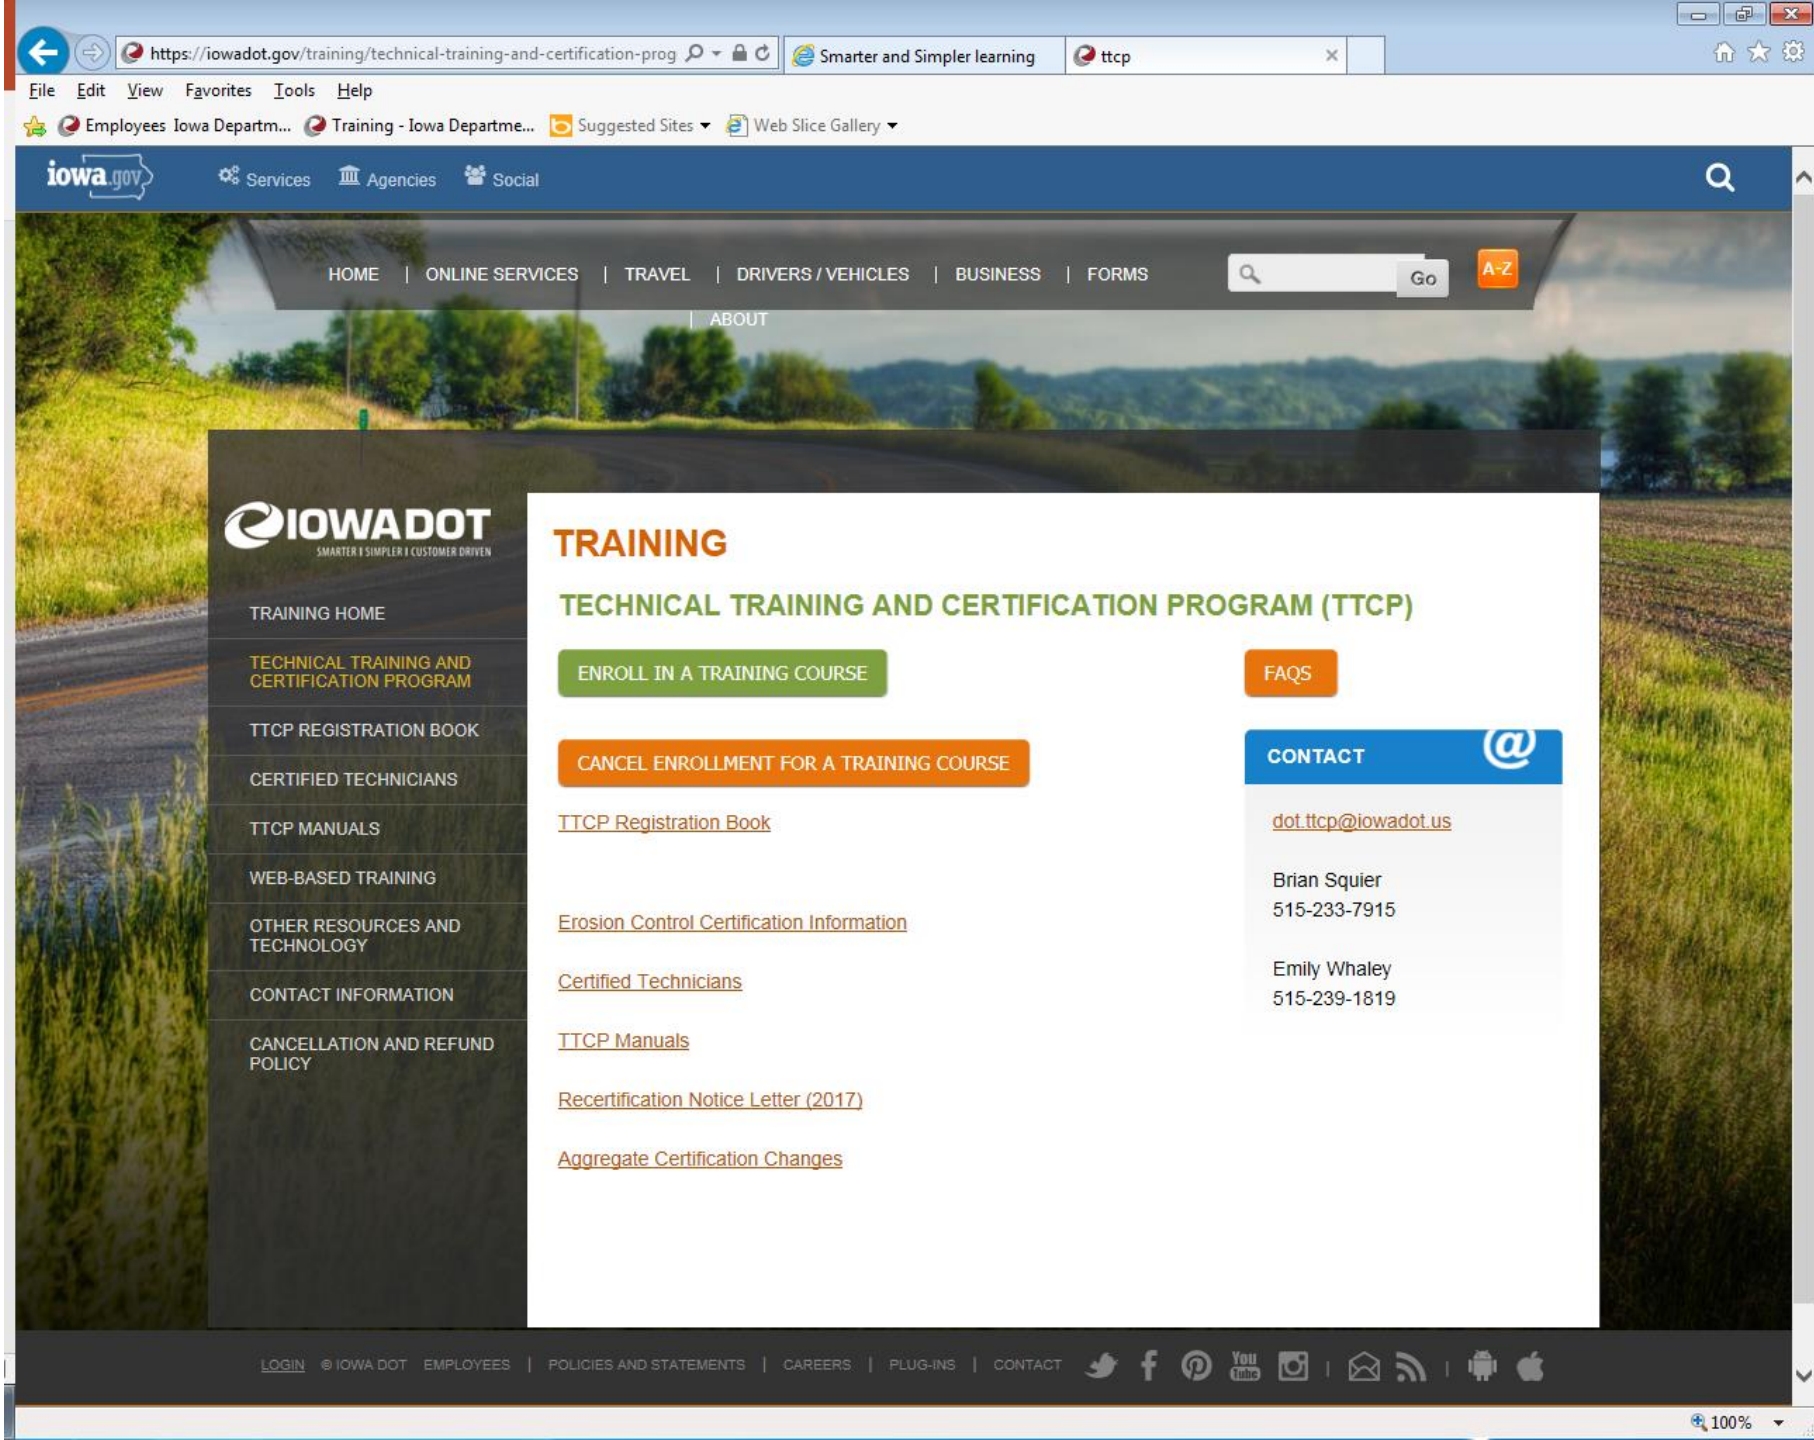 https://iowadot.gov/training/technical-training-and-certification-prog
Smarter and Simpler learning
ttcp
File Edit View Favorites Tools Help
Employees Iowa Departm... Training - Iowa Departme... Suggested Sites Web Slice Gallery
iowa.gov Services Agencies Social
HOME | ONLINE SERVICES | TRAVEL | DRIVERS / VEHICLES | BUSINESS | FORMS
Go
A-Z
| ABOUT
IOWADOT
SMARTER I SIMPLER I CUSTOMER DRIVEN
TRAINING HOME
TECHNICAL TRAINING AND
CERTIFICATION PROGRAM
TTCP REGISTRATION BOOK
CERTIFIED TECHNICIANS
TTCP MANUALS
WEB-BASED TRAINING
OTHER RESOURCES AND
TECHNOLOGY
CONTACT INFORMATION
CANCELLATION AND REFUND
POLICY
TRAINING
TECHNICAL TRAINING AND CERTIFICATION PROGRAM (TTCP)
ENROLL IN A TRAINING COURSE
CANCEL ENROLLMENT FOR A TRAINING COURSE
TTCP Registration Book
Erosion Control Certification Information
Certified Technicians
TTCP Manuals
Recertification Notice Letter (2017)
Aggregate Certification Changes
FAQS
CONTACT @
dot.ttcp@iowadot.us
Brian Squier
515-233-7915
Emily Whaley
515-239-1819
LOGIN © IOWA DOT EMPLOYEES | POLICIES AND STATEMENTS | CAREERS | PLUG-INS | CONTACT
You
Tube
100%